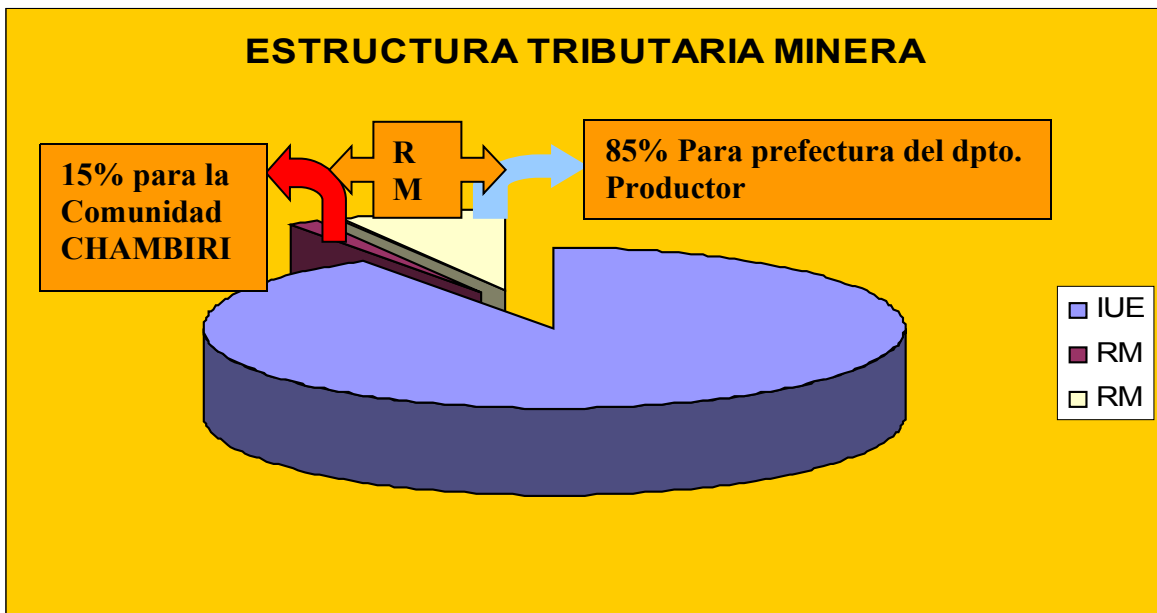 ESTRUCTURA TRIBUTARIA MINERA
15% para la
Comunidad
CHAMBIRI
R
M
85% Para prefectura del dpto.
Productor
IUE
RM
RM